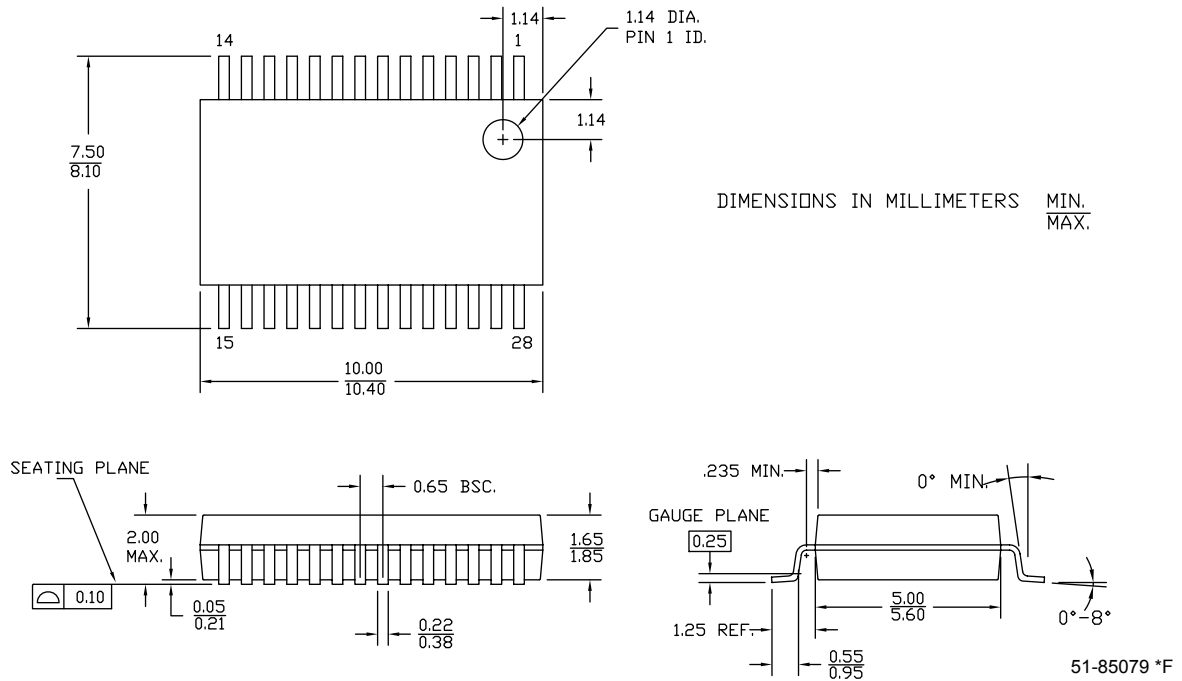 1.14
1.14 DIA.
PIN 1 ID.
14
1
1.14
7.50
8.10
DIMENSIONS IN MILLIMETERS MIN.
MAX.
15
28
10.00
10.40
SEATING PLANE
0.65 BSC.
2.00
MAX.
1.65
1.85
0.10
0.05
0.21
0.22
0.38
.235 MIN.
0° MIN.
GAUGE PLANE
0.25
5.00
5.60
1.25 REF.
0°-8°
0.55
0.95
51-85079 *F